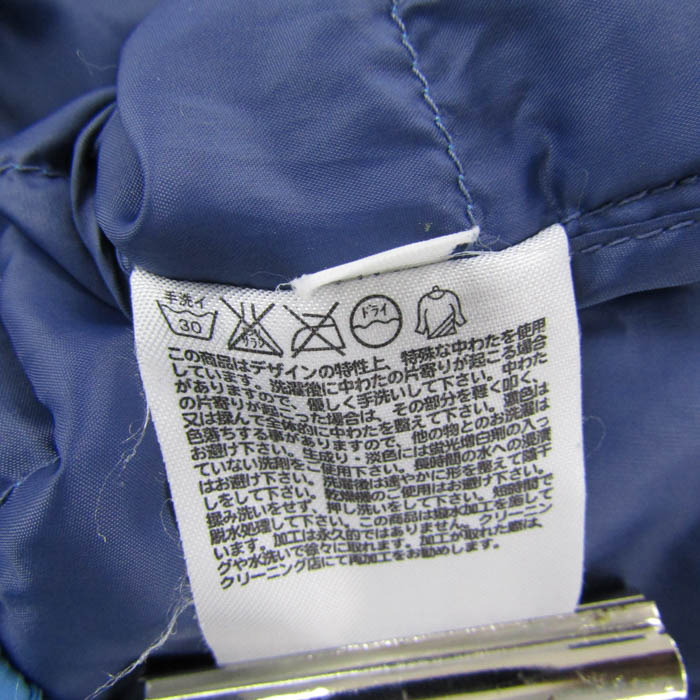 手洗イ
30
サラシ
ドライ
この商品はデザインの特性上、特殊な中わたを使用
しています。洗濯後に中わたの片寄りが起こる場合
がありますので、優しく手洗いして下さい。中わた
の片寄りが起こった場合は、その部分を軽く叩く、
又は揉んで全体的に中わたを整えて下さい。濃色は
色落ちする事がありますので、他の物とのお洗濯は
お避け下さい。生成り・淡色には蛍光増白剤の入っ
ていない洗剤をご使用下さい。長時間の水への浸漬
はお避け下さい。洗濯後は速やかに形を整えて陰干
しをして下さい。乾燥機のご使用はお避け下さい。
揉み洗いをせず、押し洗いをして下さい。短時間で
脱水処理して下さい。この商品は撥水加工を施して
います。加工は永久的ではありません。クリーニン
グや水洗いで徐々に取れます。加工が取れた際は、
クリーニング店にて再加工をお勧めします。